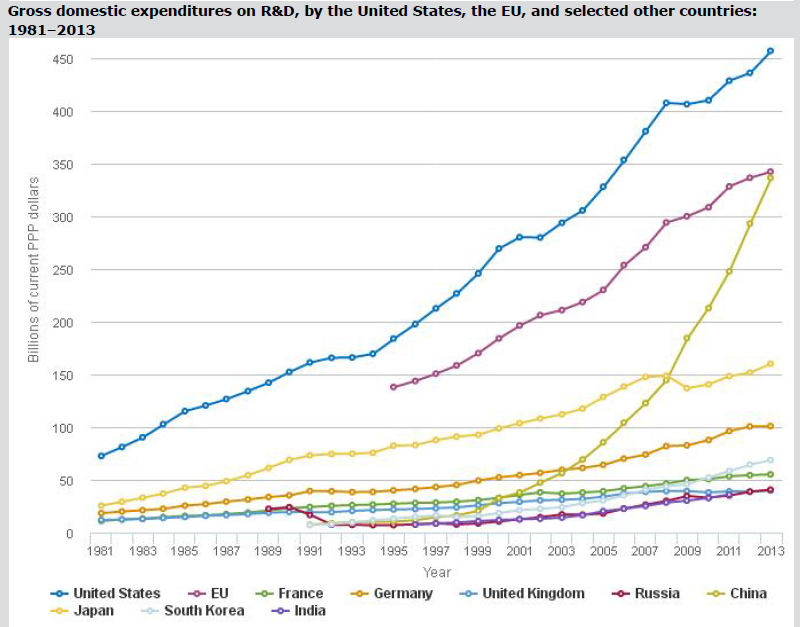 Gross domestic expenditures on R&D, by the United States, the EU, and selected other countries:
1981–2013
450
400
350
300
250
200
150
100
50
0
Billions of current PPP dollars
1981 1983 1985 1987 1989 1991 1993 1995 1997 1999 2001 2003 2005 2007 2009 2011 2013
Year
United States EU France Germany United Kingdom Russia China
Japan South Korea India